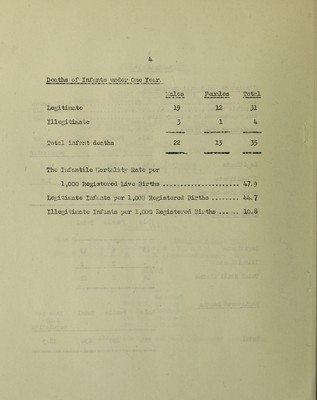 4
Deaths of Infants under One Year.
Males Females Total
Legitimate 19 12 31
Illegitimate 3 1 4
Total infant deaths 22 13 35
The Infantile Mortality Rate per
1,000 Registered Live Births ...................... 47.9
Legitimate Infants per 1,000 Registered Births ........ 44.7
Illegitimate Infants per 1,000 Registered Births ...... 10.8